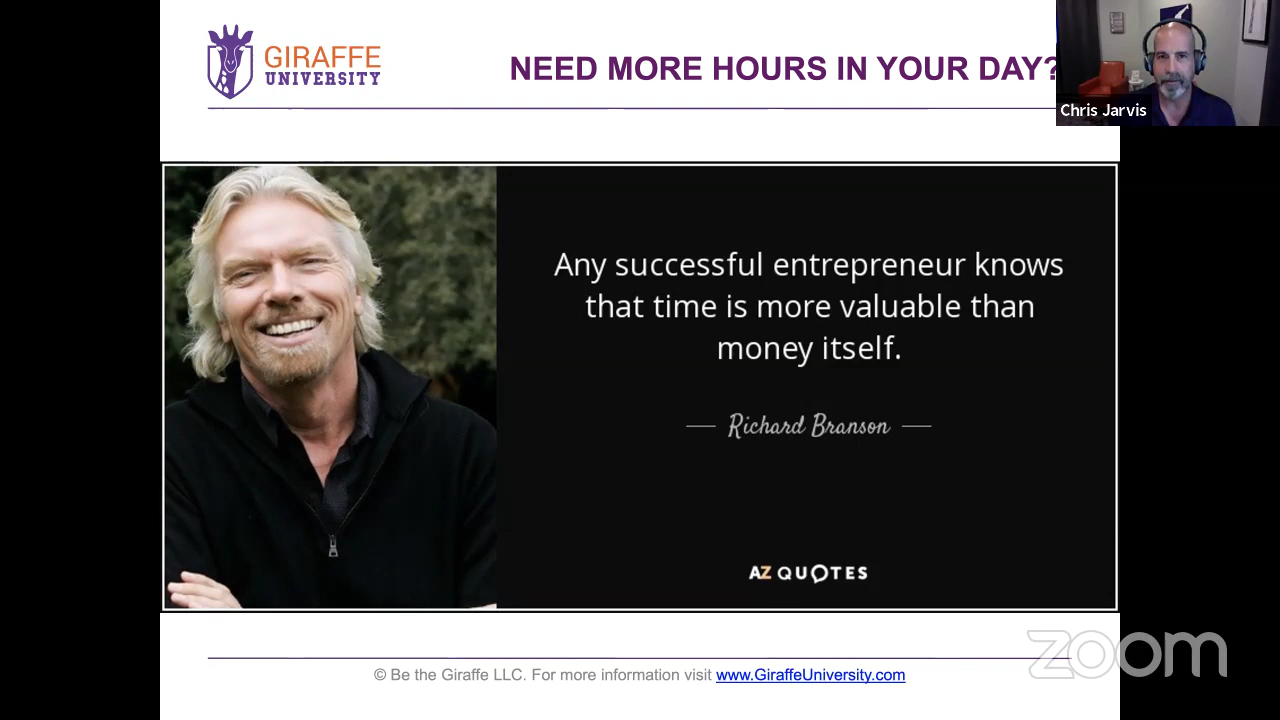 GIRAFFE
UNIVERSITY
NEED MORE HOURS IN YOUR DAY?
Chris Jarvis
Any successful entrepreneur knows
that time is more valuable than
money itself.
Richard Branson
AZ QUOTES
zoom
© Be the Giraffe LLC. For more information visit www.GiraffeUniversity.com